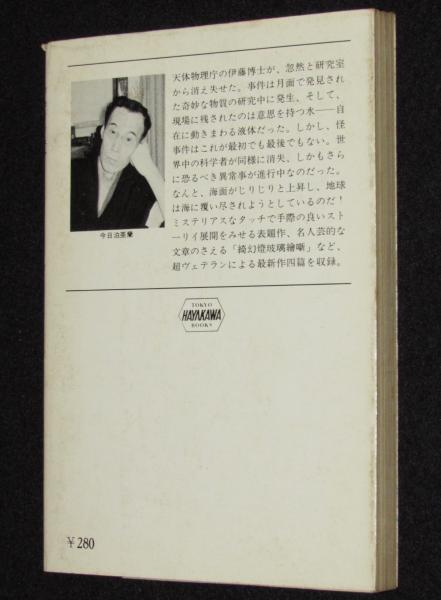 天体物理庁の伊藤博士が、忽然と研究室
から消え失せた。事件は月面で発見され
た奇妙な物質の研究中に発生、そして、
現場に残されたのは意思を持つ水——自
在に動きまわる液体だった。しかし、怪
事件はこれが最初でも最後でもない。世
界中の科学者が同様に消失、しかもさら
に恐るべき異常事が進行中なのだった。
なんと、海面がじりじりと上昇し、地球
は海に覆い尽されようとしているのだ！
ミステリアスなタッチで手際の良いスト
ーリイ展開をみせる表題作、名人芸的な
文章のさえる「綺幻燈玻璃繪噺」など、
超ヴェテランによる最新作四篇を収録。
今日泊亜蘭
TOKYO
HAYAKAWA
BOOKS
¥280